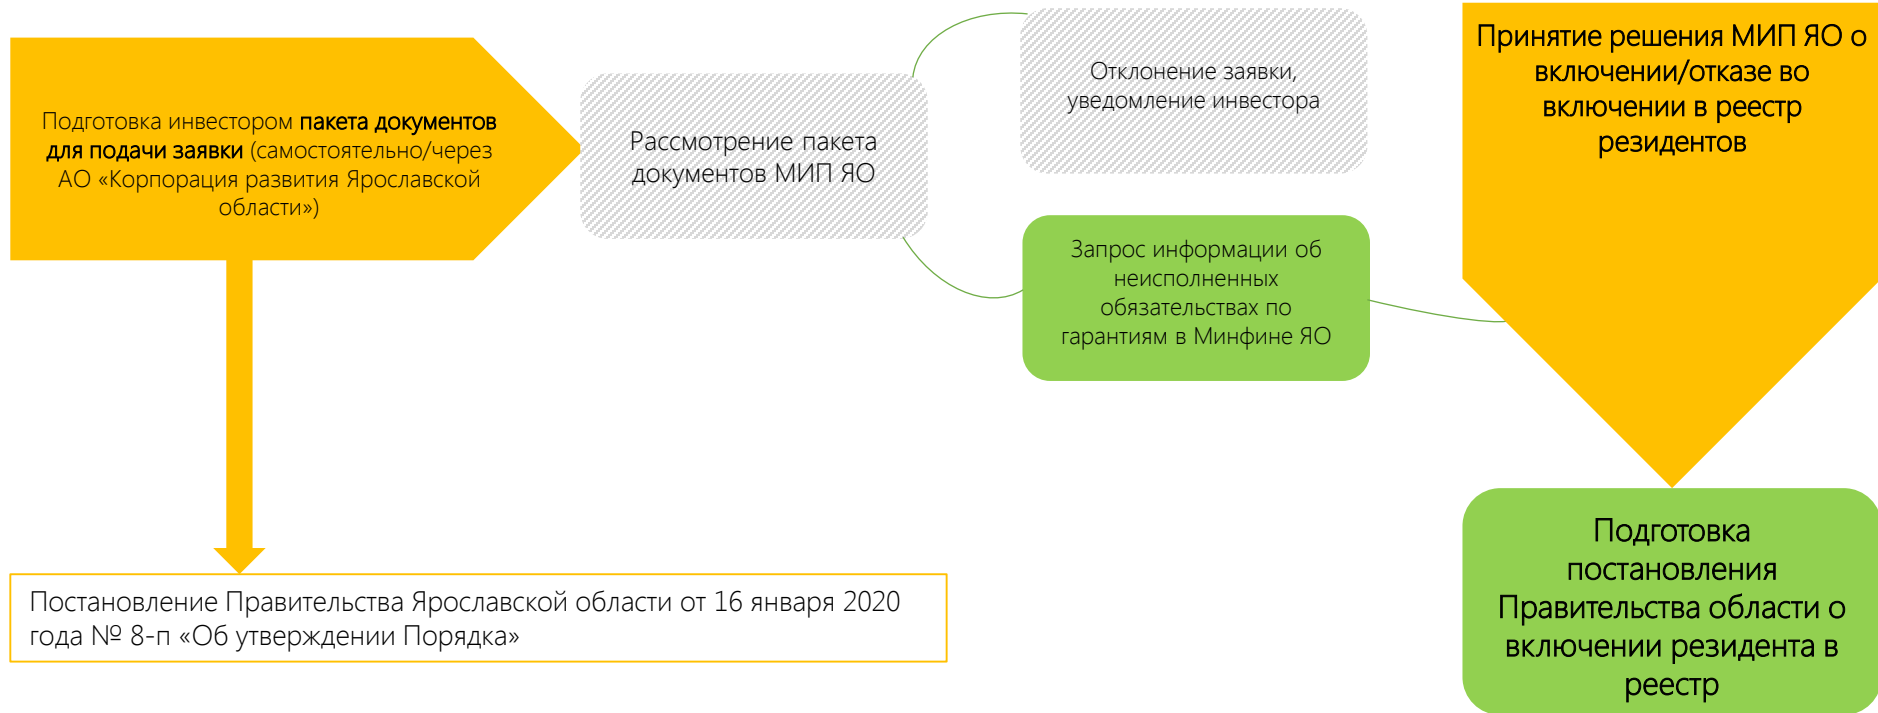 Подготовка инвестором пакета документов
для подачи заявки (самостоятельно/через
АО «Корпорация развития Ярославской
области»)
Рассмотрение пакета
документов МИП ЯО
Отклонение заявки,
уведомление инвестора
Запрос информации об
неисполненных
обязательствах по
гарантиям в Минфине ЯО
Принятие решения МИП ЯО о
включении/отказе во
включении в реестр
резидентов
Подготовка
постановления
Правительства области о
включении резидента в
реестр
Постановление Правительства Ярославской области от 16 января 2020
года № 8-п «Об утверждении Порядка»